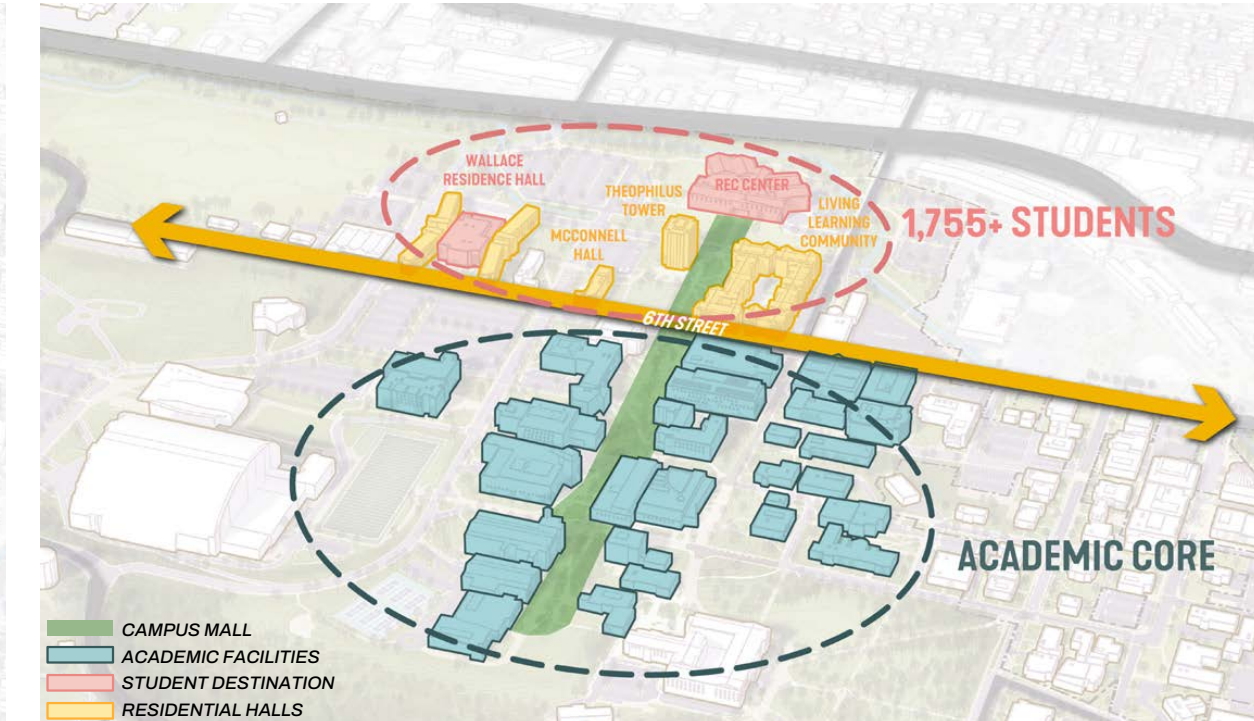 WALLACE
RESIDENCE HALL
THEOPHILUS
TOWER
REC CENTER
LIVING
LEARNING
COMMUNITY
MCCONNELL
HALL
1,755+ STUDENTS
6TH STREET
ACADEMIC CORE
CAMPUS MALL
ACADEMIC FACILITIES
STUDENT DESTINATION
RESIDENTIAL HALLS